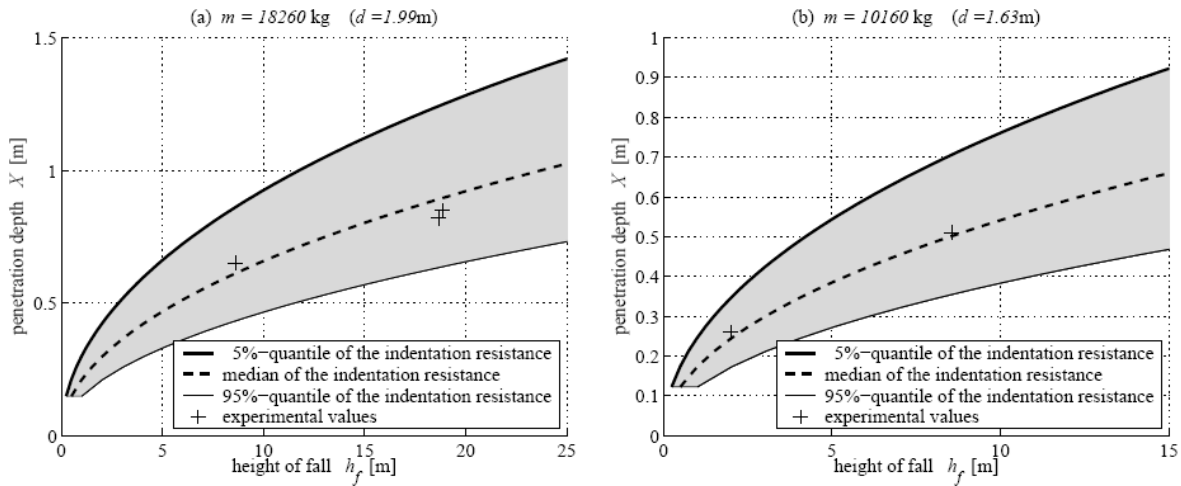 (a) m = 18260 kg (d =1.99m)
1.5
1
0.5
0
penetration depth X [m]
5%−quantile of the indentation resistance
median of the indentation resistance
95%−quantile of the indentation resistance
experimental values
0 5 10 15 20 25
height of fall hf [m]
(b) m = 10160 kg (d =1.63m)
1
0.9
0.8
0.7
0.6
0.5
0.4
0.3
0.2
0.1
0
penetration depth X [m]
5%−quantile of the indentation resistance
median of the indentation resistance
95%−quantile of the indentation resistance
experimental values
0 5 10 15
height of fall hf [m]